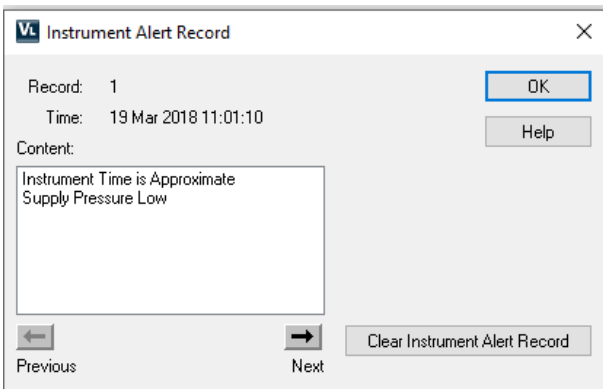 VL Instrument Alert Record
Record: 1
OK
Time: 19 Mar 2018 11:01:10
Help
Content:
Instrument Time is Approximate
Supply Pressure Low
Clear Instrument Alert Record
Previous Next